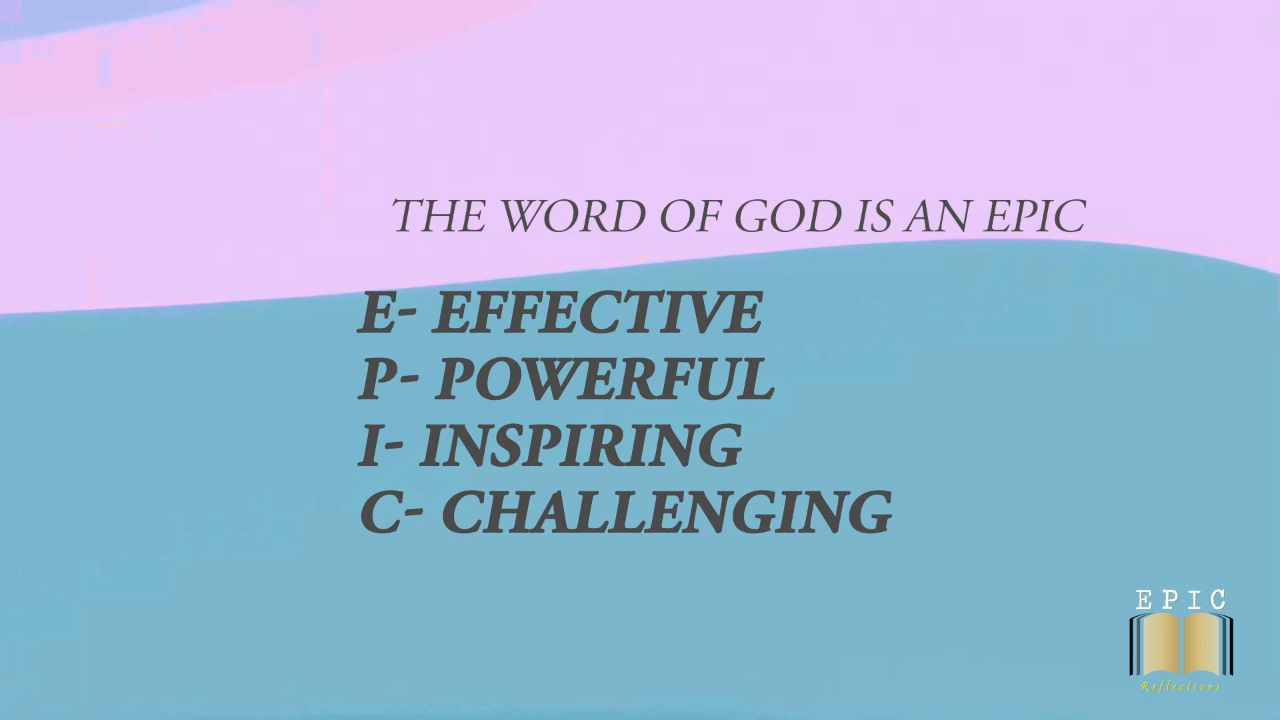 THE WORD OF GOD IS AN EPIC
E- EFFECTIVE
P- POWERFUL
I- INSPIRING
C- CHALLENGING
EPIC
Reflections